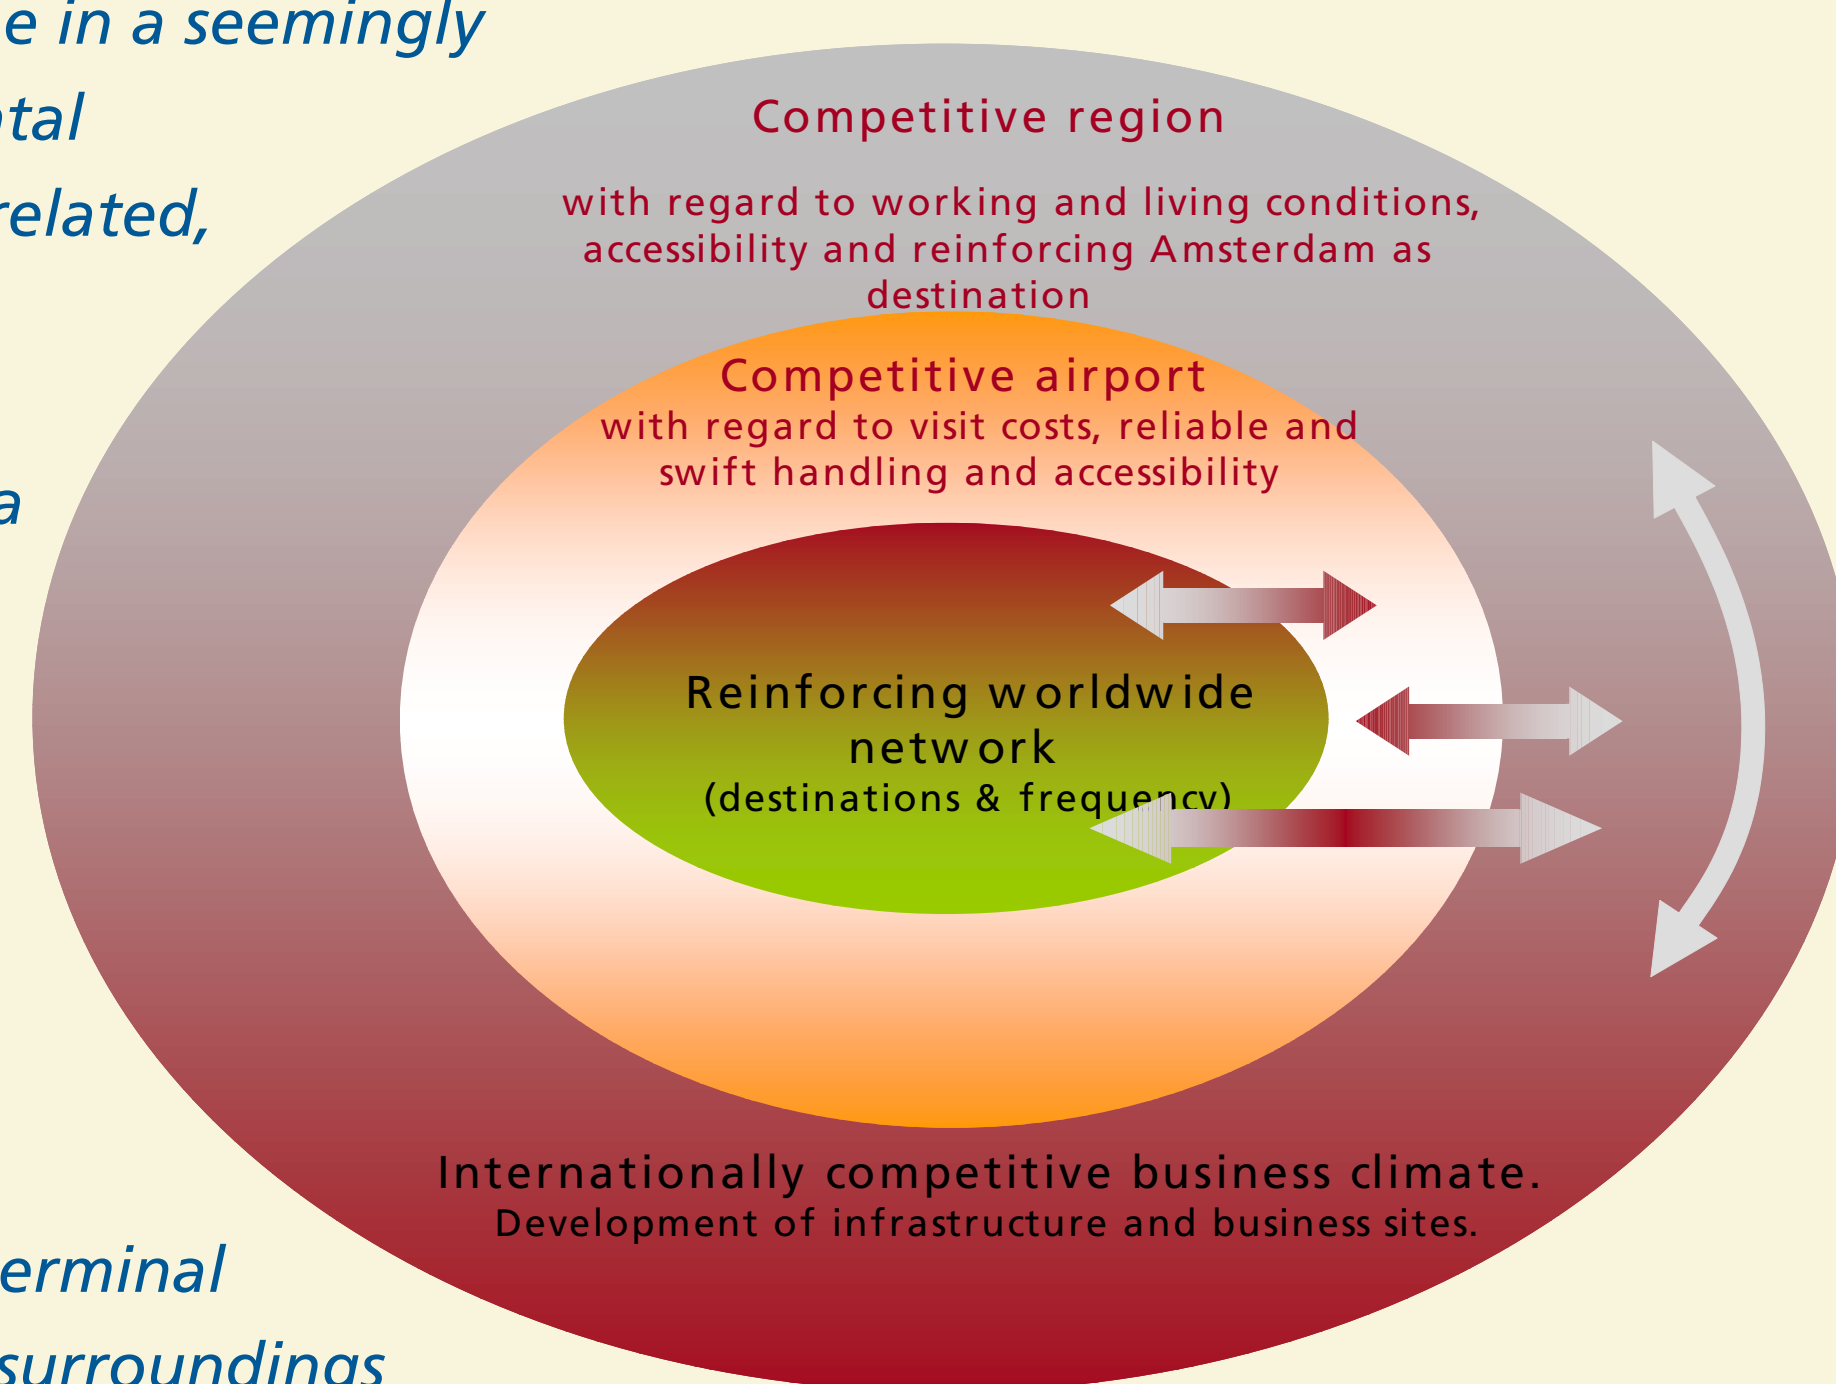 e in a seemingly
tal
related,
a
erminal
surroundings
Competitive region
with regard to working and living conditions,
accessibility and reinforcing Amsterdam as
destination
Competitive airport
with regard to visit costs, reliable and
swift handling and accessibility
Reinforcing worldwide
network
(destinations & frequency)
Internationally competitive business climate.
Development of infrastructure and business sites.